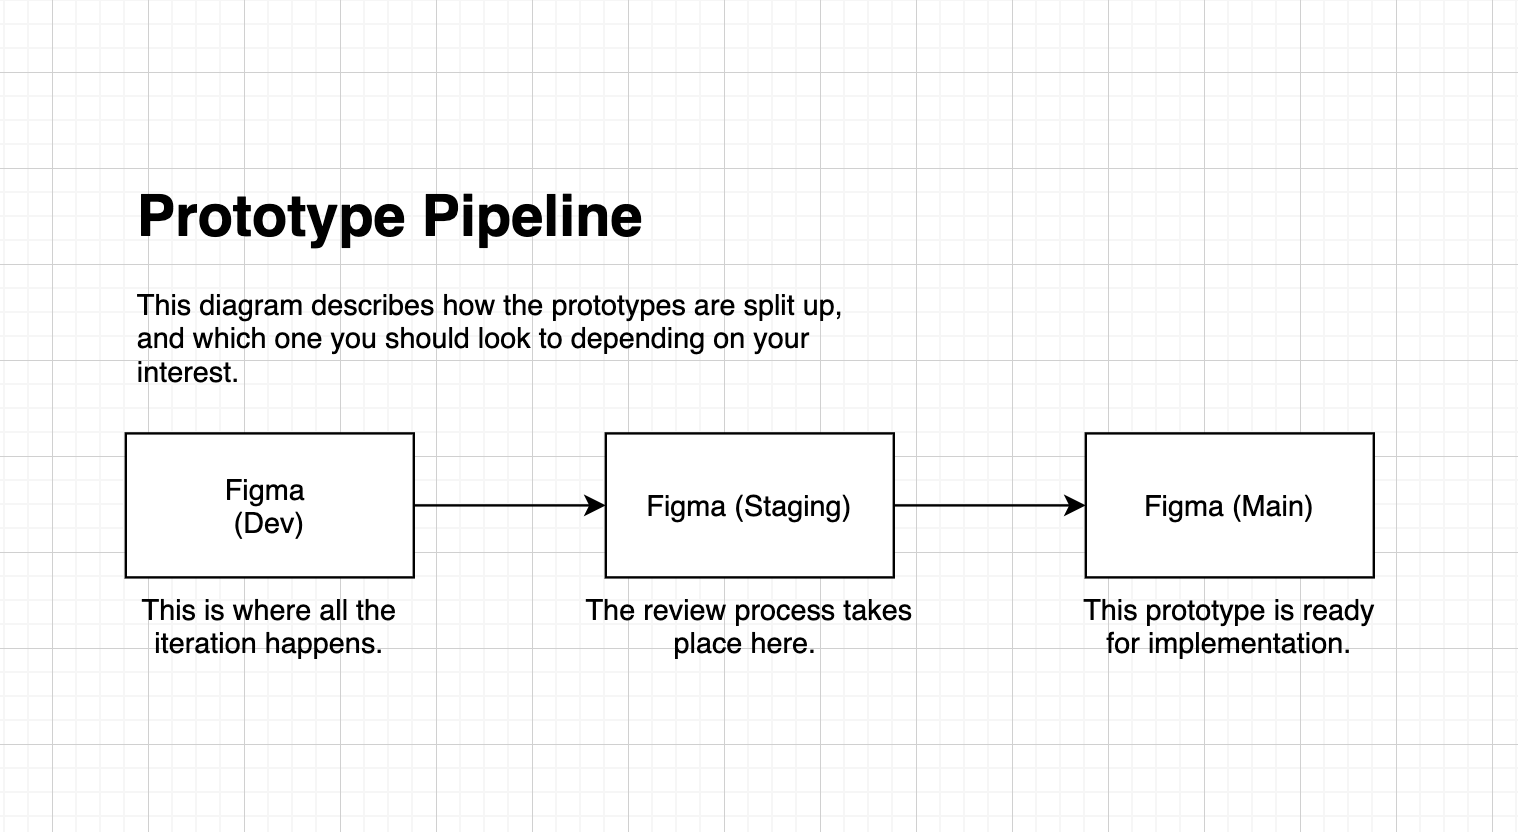 Prototype Pipeline
This diagram describes how the prototypes are split up,
and which one you should look to depending on your
interest.
Figma
(Dev)
Figma (Staging)
Figma (Main)
This is where all the
iteration happens.
The review process takes
place here.
This prototype is ready
for implementation.